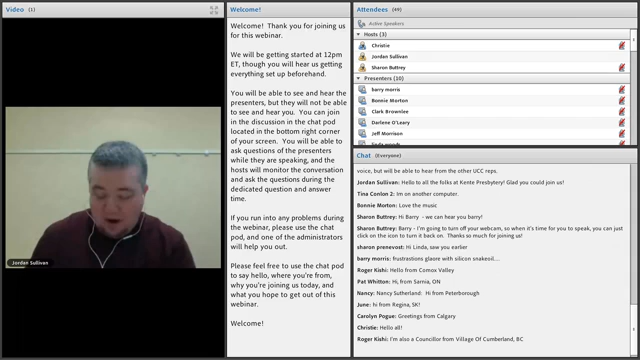 Video (1)
Jordan Sullivan
Welcome!
Welcome! Thank you for joining us
for this webinar.
We will be getting started at 12pm
ET, though you will hear us getting
everything set up beforehand.
You will be able to see and hear the
presenters, but they will not be able
to see and hear you. You can join
in the discussion in the chat pod
located in the bottom right corner
of your screen. You will be able to
ask questions of the presenters
while they are speaking, and the
hosts will monitor the conversation
and ask the questions during the
dedicated question and answer
time.
If you run into any problems during
the webinar, please use the chat
pod, and one of the administrators
will help you out.
Please feel free to use the chat pod
to say hello, where you're from,
why you're joining us today, and
what you hope to get out of this
webinar.
Welcome!
Attendees (49)
Active Speakers
Hosts (3)
Christie
Jordan Sullivan
Sharon Buttrey
Presenters (10)
barry morris
Bonnie Morton
Clark Brownlee
Darlene O'Leary
Jeff Morrison
Chat (Everyone)
voice, but will be able to hear from the other UCC reps.
Jordan Sullivan: Hello to all the folks at Kente Presbytery! Glad you could join us!
Tina Conlon 2: Im on another computer.
Bonnie Morton: Love the music
Sharon Buttrey: Hi Barry - we can hear you barry!
Sharon Buttrey: Barry - I'm going to turn off your webcam, so when it's time for you to speak, you can just
click on the icon to turn it back on. Thanks so much for joining us!
sharon prenevost: Hi Linda, saw you earlier
barry morris: frustrations glaore with silicon snakeoil....
Roger Kishi: Hello from Comox Valley
Pat Whitton: Hi, from Sarnia, ON
Nancy: Nancy Sutherland: Hi from Peterborough
June: hi from Regina, SK!
Carolyn Pogue: Greetings from Calgary
Christie: Hello all!
Roger Kishi: I'm also a Councillor from Village Of Cumberland, BC